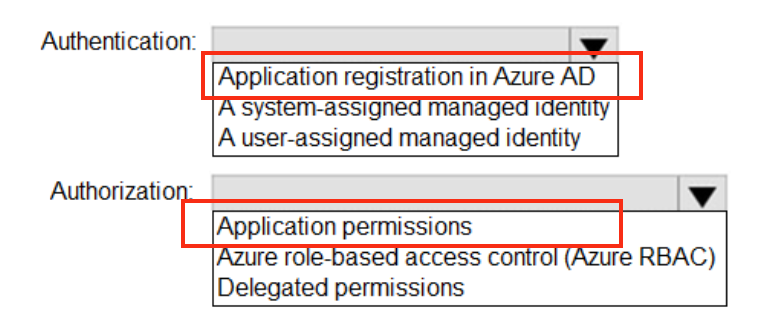 Authentication:
Application registration in Azure AD
A system-assigned managed identity
A user-assigned managed identity
Authorization:
Application permissions
Azure role-based access control (Azure RBAC)
Delegated permissions